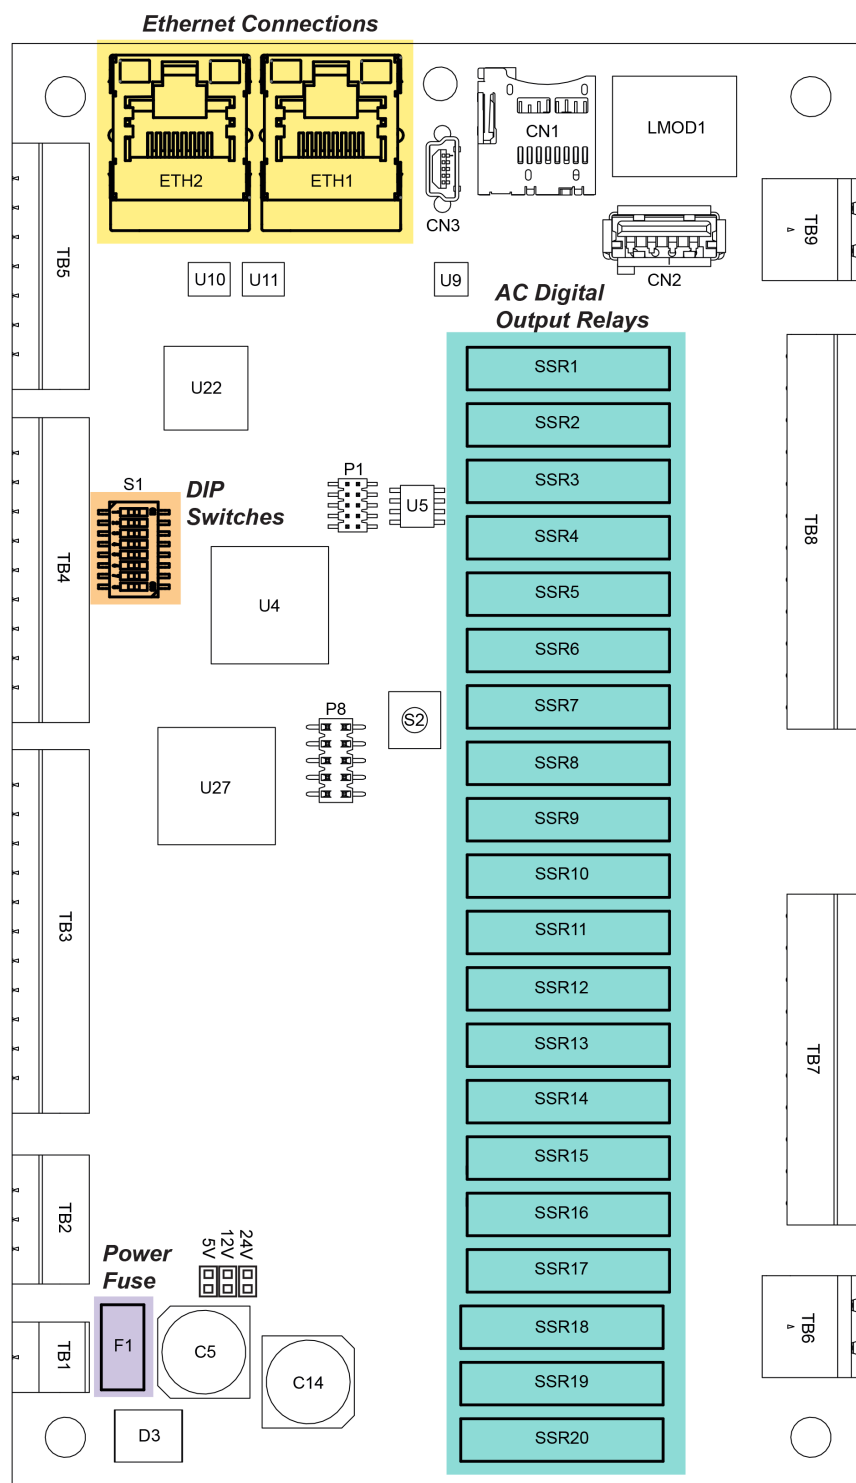 Ethernet Connections
ETH2
ETH1
CN3
CN1
LMOD1
CN2
TB9
TB5
U10
U11
U9
AC Digital
Output Relays
U22
SSR1
SSR2
SSR3
SSR4
SSR5
SSR6
SSR7
SSR8
SSR9
SSR10
SSR11
SSR12
SSR13
SSR14
SSR15
SSR16
SSR17
SSR18
SSR19
SSR20
S1
DIP
Switches
P1
U5
TB4
TB8
U4
P8
S2
U27
TB3
TB7
TB2
5V
12V
24V
Power
Fuse
F1
TB1
C5
C14
TB6
D3